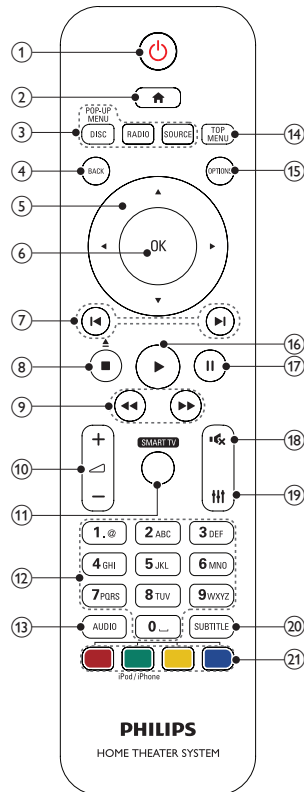 1
2
POP-UP
MENU
3 DISC RADIO SOURCE TOP
MENU 14
4 BACK OPTIONS 15
5
6 OK
7
16
8 17
9
SMART TV
10 + 18
−
11 19
1.@ 2 ABC 3 DEF
12 4 GHI 5 JKL 6 MNO
7 PQRS 8 TUV 9 WXYZ
13 AUDIO 0 SUBTITLE 20
21
iPod / iPhone
PHILIPS
HOME THEATER SYSTEM